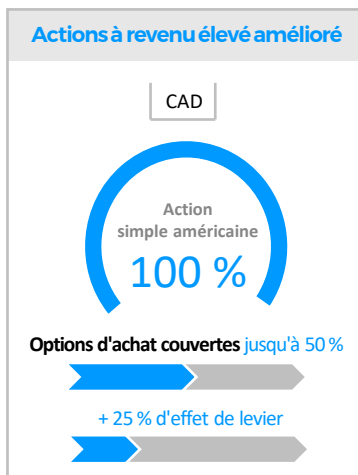 Actions à revenu élevé amélioré
CAD
Action
simple américaine
100 %
Options d'achat couvertes jusqu'à 50 %
+ 25 % d'effet de levier